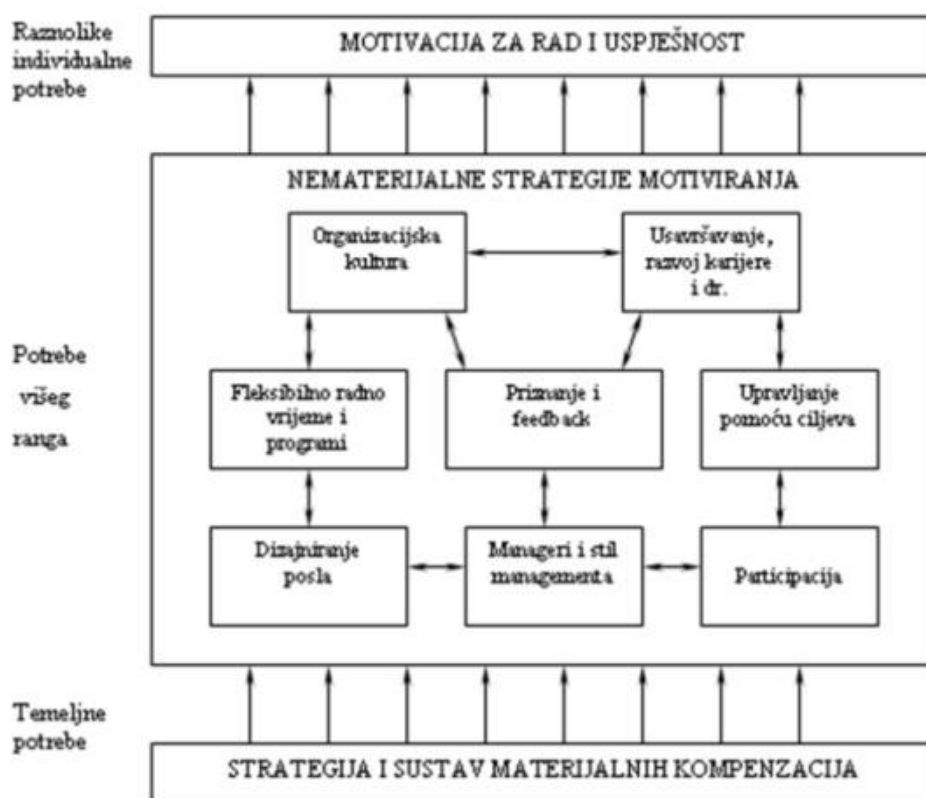 Raznolike
individualne
potrebe
MOTIVACIJA ZA RAD I USPJEŠNOST
NEMATERIJALNE STRATEGIJE MOTIVIRANJA
Organizacijska
kultura
Usavršavanje,
razvoj karijere
i dr.
Potrebe
višeg
ranga
Fleksibilno radno
vrijeme i
programi
Priznanje i
feedback
Upravljanje
pomoću ciljeva
Dizajniranje
posla
Manageri i stil
managementa
Participacija
Temeljne
potrebe
STRATEGIJA I SUSTAV MATERIJALNIH KOMPENZACIJA